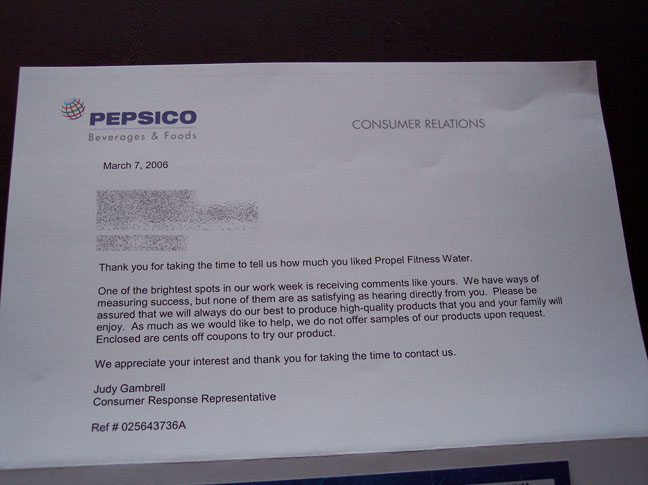 PEPSICO
Beverages & Foods
CONSUMER RELATIONS
March 7, 2006
Thank you for taking the time to tell us how much you liked Propel Fitness Water.
One of the brightest spots in our work week is receiving comments like yours. We have ways of
measuring success, but none of them are as satisfying as hearing directly from you. Please be
assured that we will always do our best to produce high-quality products that you and your family will
enjoy. As much as we would like to help, we do not offer samples of our products upon request.
Enclosed are cents off coupons to try our product.
We appreciate your interest and thank you for taking the time to contact us.
Judy Gambrell
Consumer Response Representative
Ref # 025643736A